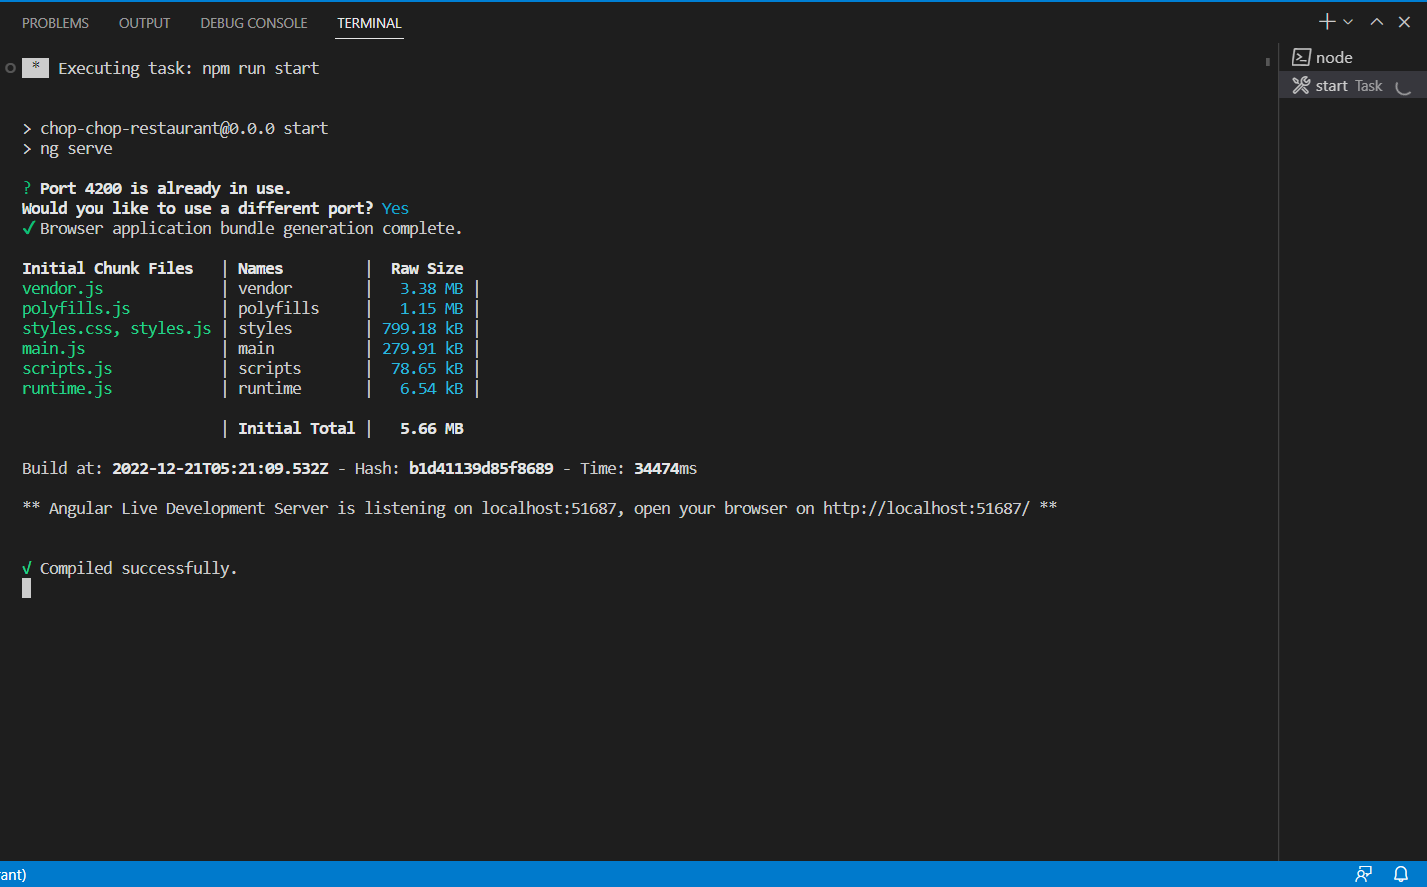 PROBLEMS OUTPUT DEBUG CONSOLE TERMINAL
* Executing task: npm run start
node
start Task
> chop-chop-restaurant@0.0.0 start
> ng serve
? Port 4200 is already in use.
Would you like to use a different port? Yes
✓ Browser application bundle generation complete.
Initial Chunk Files | Names | Raw Size
vendor.js | vendor | 3.38 MB |
polyfills.js | polyfills | 1.15 MB |
styles.css, styles.js | styles | 799.18 kB |
main.js | main | 279.91 kB |
scripts.js | scripts | 78.65 kB |
runtime.js | runtime | 6.54 kB |
| Initial Total | 5.66 MB
Build at: 2022-12-21T05:21:09.532Z - Hash: b1d41139d85f8689 - Time: 34474ms
** Angular Live Development Server is listening on localhost:51687, open your browser on http://localhost:51687/ **
√ Compiled successfully.
rant)